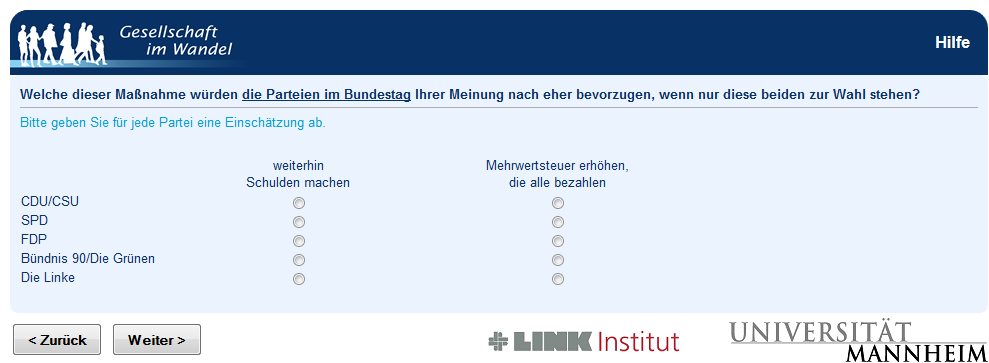 Gesellschaft
im Wandel
Hilfe
Welche dieser Maßnahme würden die Parteien im Bundestag Ihrer Meinung nach eher bevorzugen, wenn nur diese beiden zur Wahl stehen?
Bitte geben Sie für jede Partei eine Einschätzung ab.
weiterhin
Schulden machen
Mehrwertsteuer erhöhen,
die alle bezahlen
CDU/CSU
SPD
FDP
Bündnis 90/Die Grünen
Die Linke
< Zurück
Weiter >
LINK Institut
UNIVERSITÄT
MANNHEIM